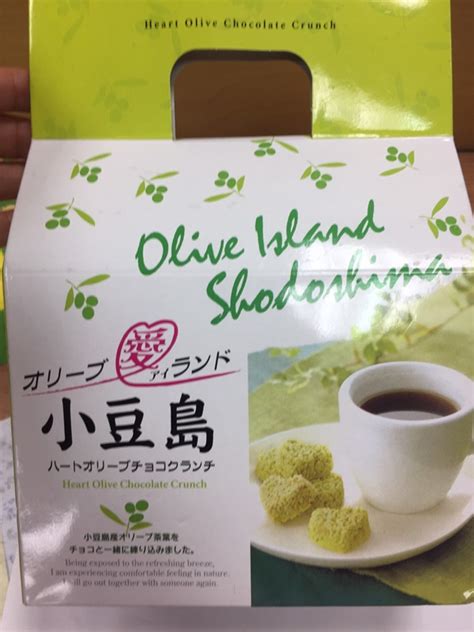 Heart Olive Chocolate Crunch
Olive Island
Shodoshima
オリーブ愛アイランド
小豆島
ハートオリーブチョコクランチ
Heart Olive Chocolate Crunch
小豆島産オリーブ茶葉を
チョコと一緒に練り込みました。
Being exposed to the refreshing breeze,
I am experiencing comfortable feeling in nature.
I will go out together with someone again.